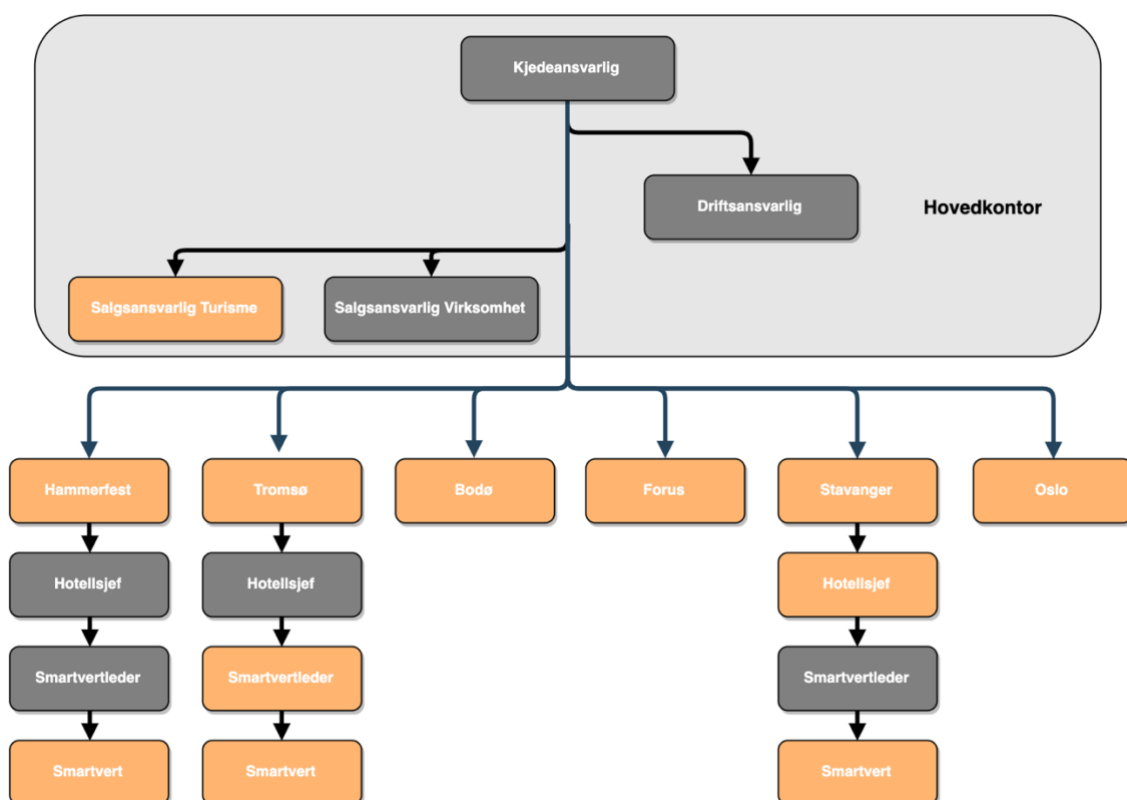 Kjedeansvarlig
Driftsansvarlig
Hovedkontor
Salgsansvarlig Turisme
Salgsansvarlig Virksomhet
Hammerfest
Tromsø
Bodø
Forus
Stavanger
Oslo
Hotellsjef
Hotellsjef
Hotellsjef
Smartvertleder
Smartvertleder
Smartvertleder
Smartvert
Smartvert
Smartvert